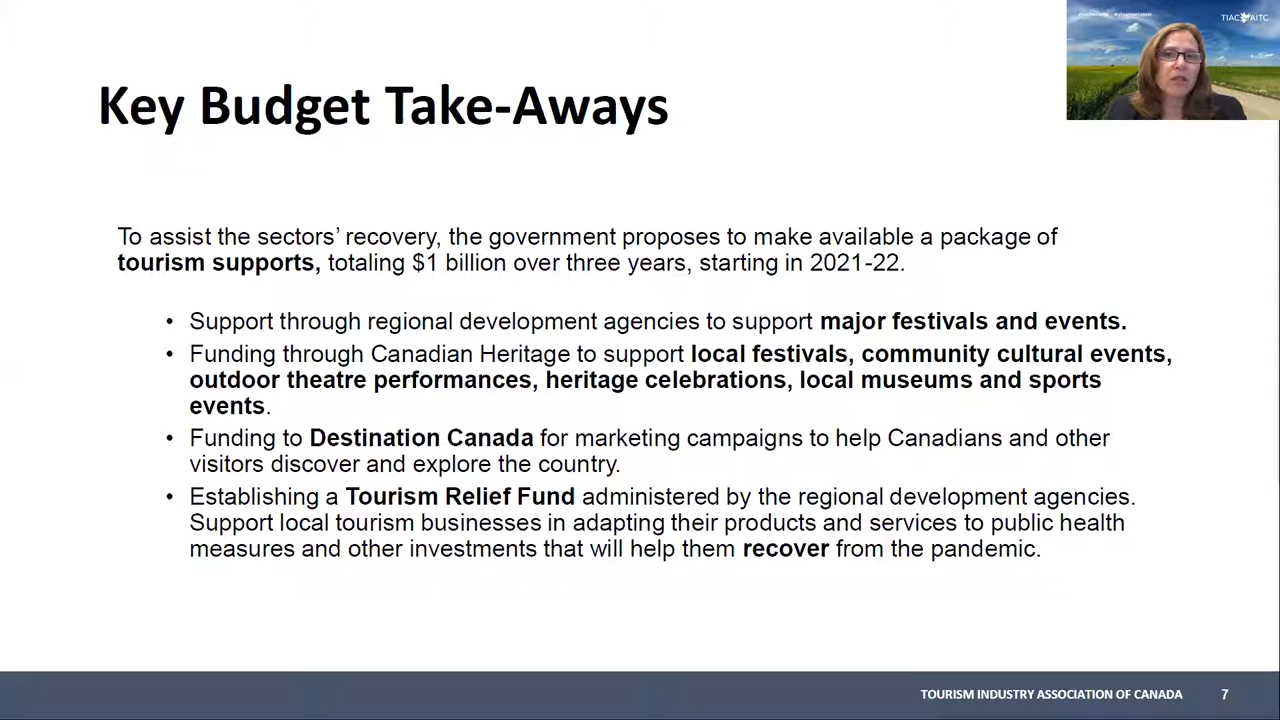 TIAC AITC
Key Budget Take-Aways
To assist the sectors’ recovery, the government proposes to make available a package of
tourism supports, totaling $1 billion over three years, starting in 2021-22.
• Support through regional development agencies to support major festivals and events.
• Funding through Canadian Heritage to support local festivals, community cultural events,
outdoor theatre performances, heritage celebrations, local museums and sports
events.
• Funding to Destination Canada for marketing campaigns to help Canadians and other
visitors discover and explore the country.
• Establishing a Tourism Relief Fund administered by the regional development agencies.
Support local tourism businesses in adapting their products and services to public health
measures and other investments that will help them recover from the pandemic.
TOURISM INDUSTRY ASSOCIATION OF CANADA 7